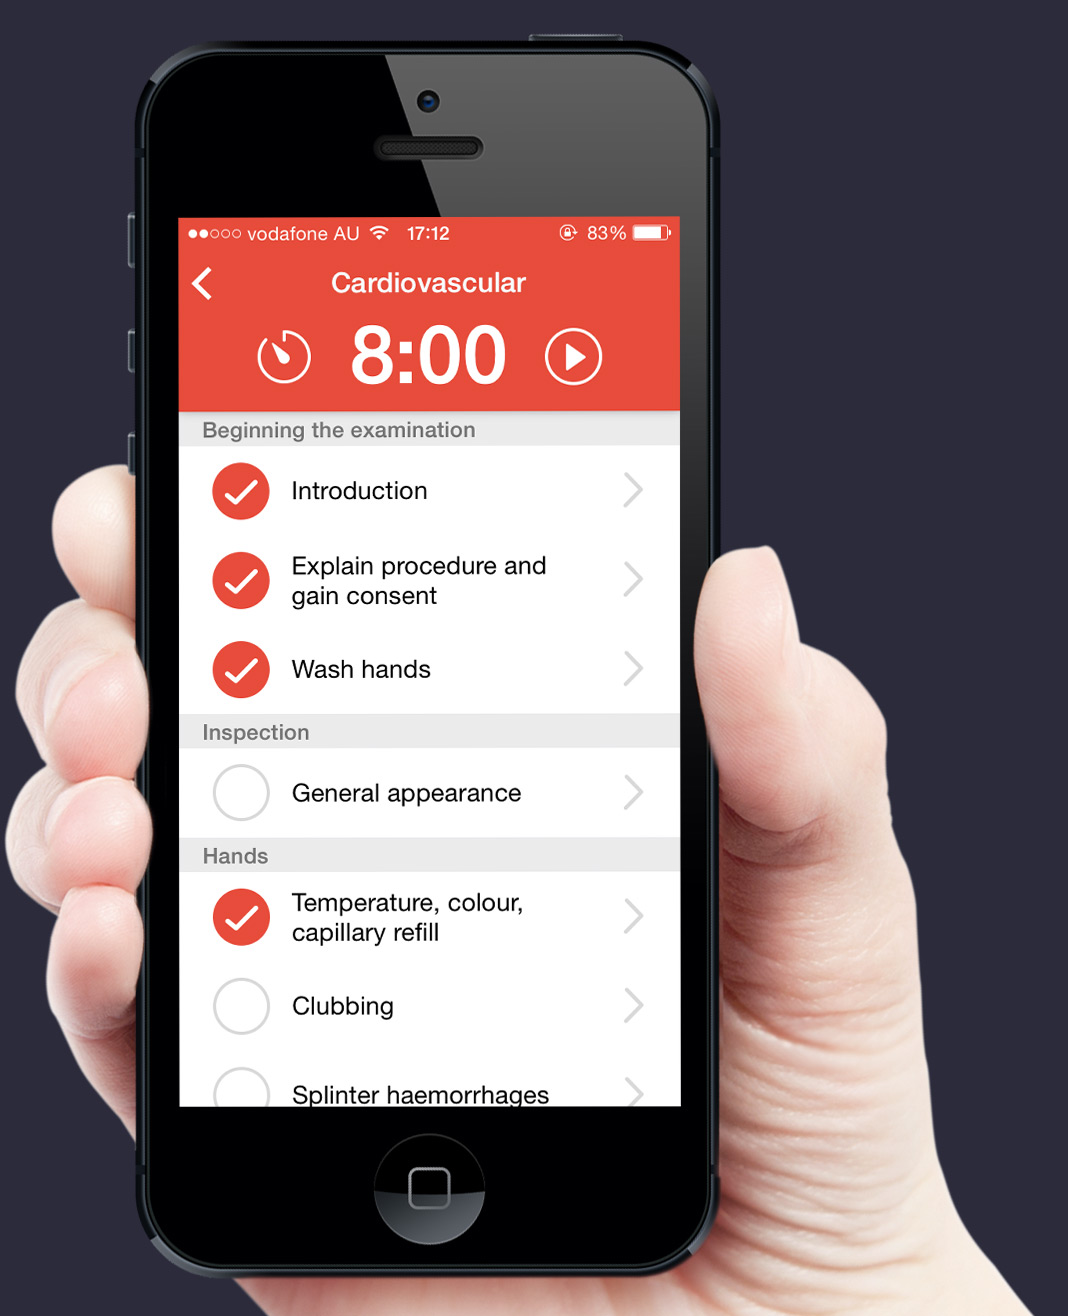 vodafone AU 17:12 83%
Cardiovascular
8:00
Beginning the examination
Introduction
Explain procedure and
gain consent
Wash hands
Inspection
General appearance
Hands
Temperature, colour,
capillary refill
Clubbing
Splinter haemorrhages